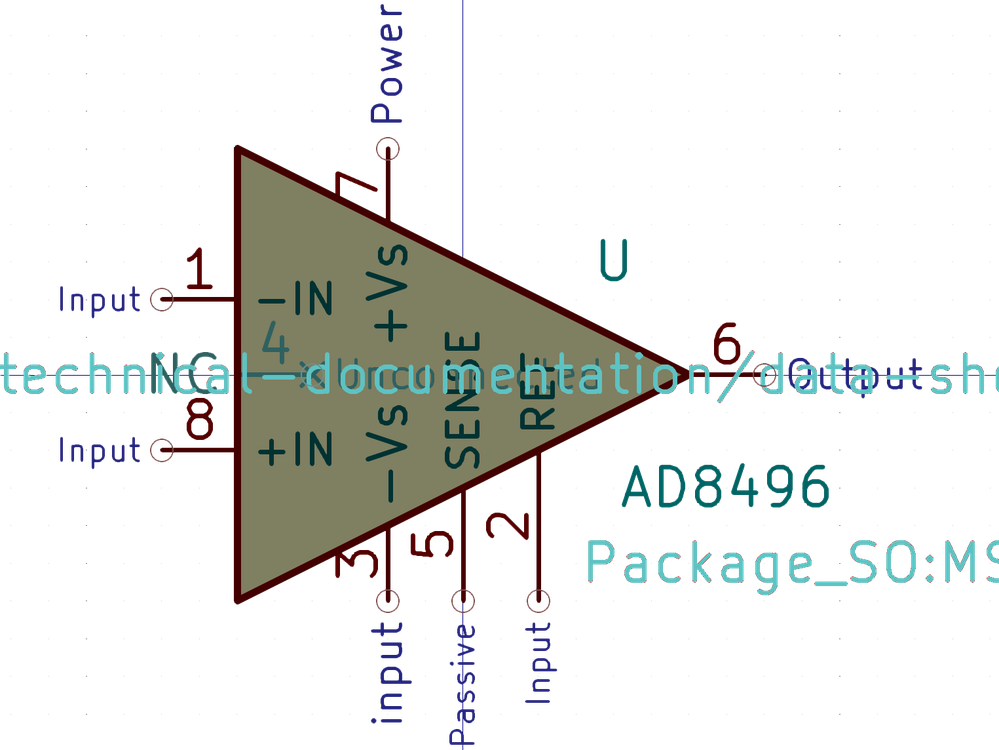 Power
7
U
1
Input
-IN
+Vs
6
4
NC
technical-documentation/data-she
Output
8
Input
+IN
-Vs
SENSE
REF
AD8496
3
5
2
Package_SO:MS
input
Passive
Input